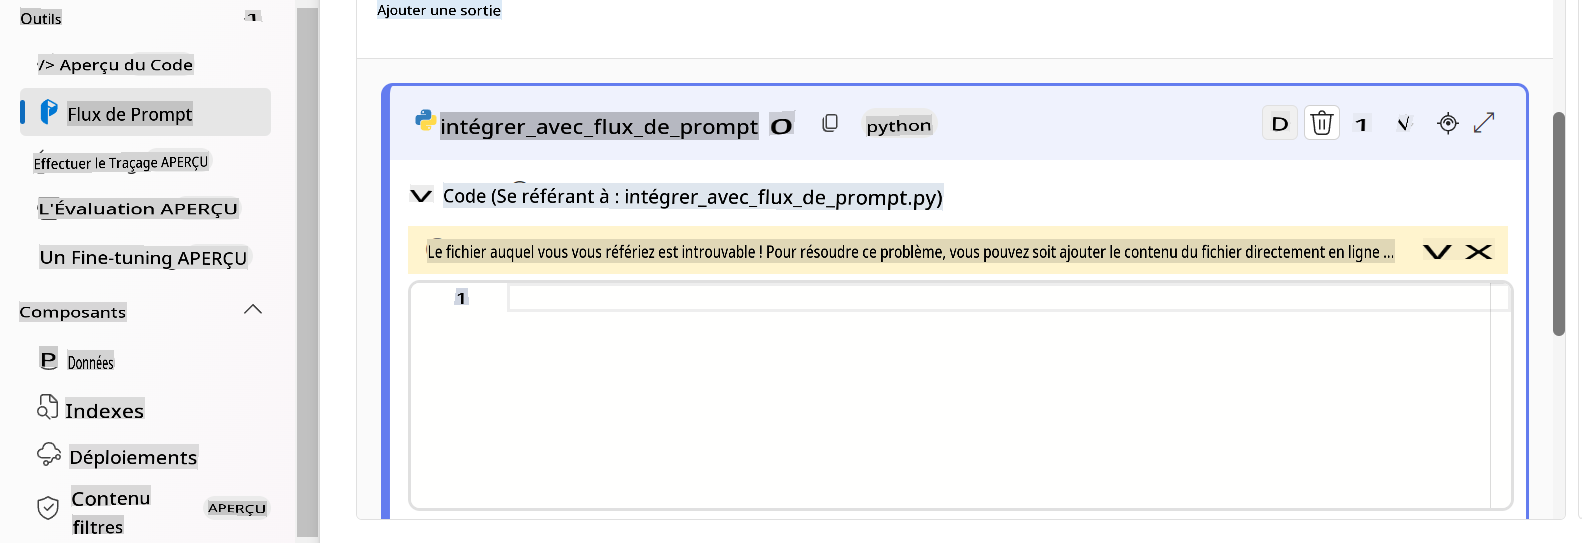 Outils
/> Aperçu du Code
Flux de Prompt
Effectuer le Traçage APERÇU
L'Évaluation APERÇU
Un Fine-tuning APERÇU
Composants
P Données
Indexes
Déploiements
Contenu filtres APERÇU
Ajouter une sortie
intégrer_avec_flux_de_prompt O python D 1 √
Code (Se référant à : intégrer_avec_flux_de_prompt.py)
Le fichier auquel vous vous référiez est introuvable ! Pour résoudre ce problème, vous pouvez soit ajouter le contenu du fichier directement en ligne ...
1